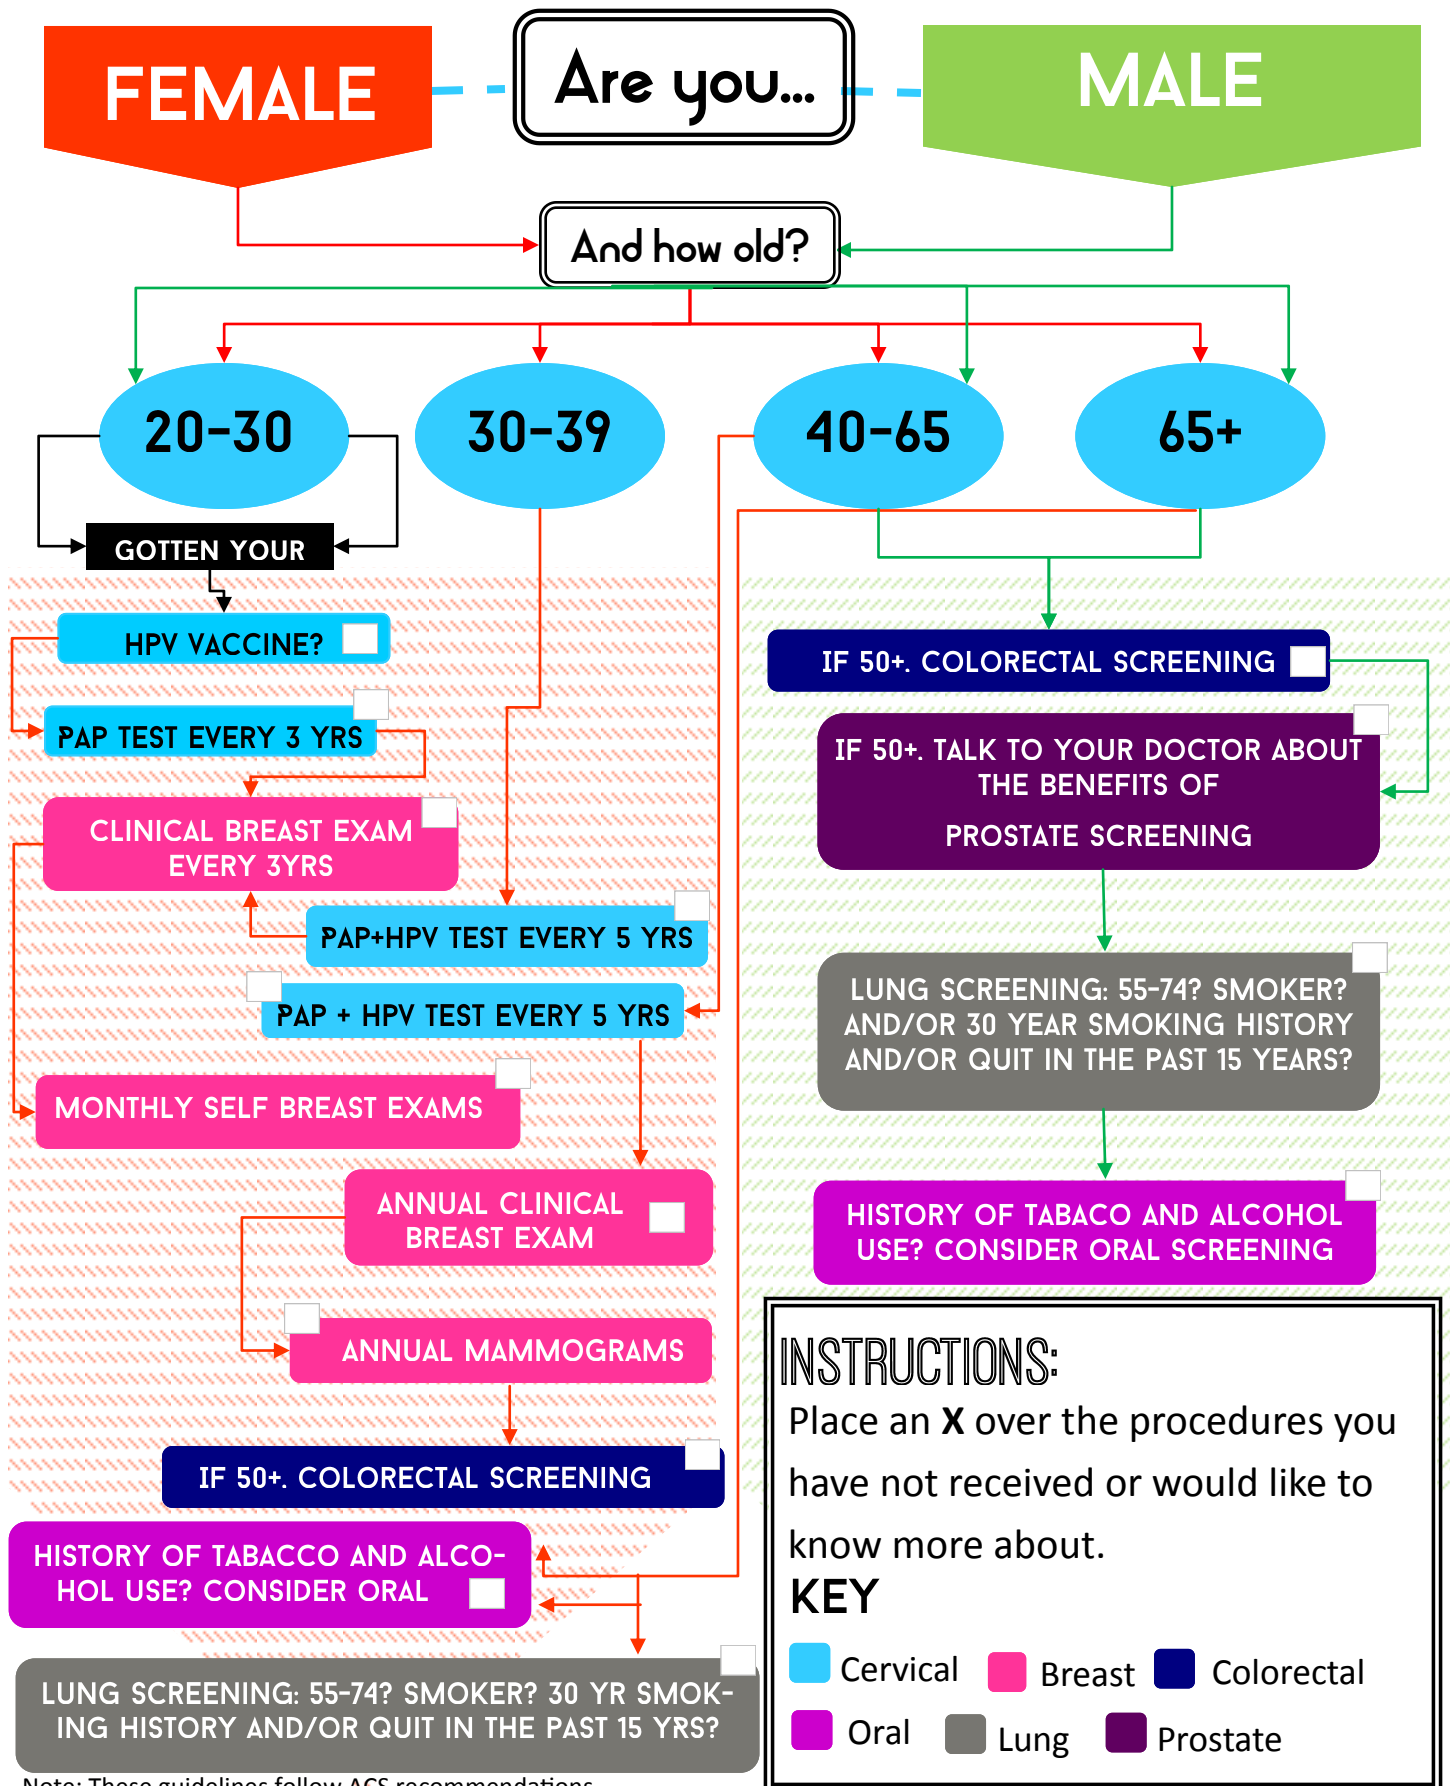 FEMALE
Are you...
MALE
And how old?
20-30
30-39
40-65
65+
GOTTEN YOUR
HPV VACCINE?
PAP TEST EVERY 3 YRS
CLINICAL BREAST EXAM
EVERY 3YRS
PAP+HPV TEST EVERY 5 YRS
PAP + HPV TEST EVERY 5 YRS
MONTHLY SELF BREAST EXAMS
ANNUAL CLINICAL
BREAST EXAM
ANNUAL MAMMOGRAMS
IF 50+. COLORECTAL SCREENING
HISTORY OF TABACCO AND ALCO-
HOL USE? CONSIDER ORAL
LUNG SCREENING: 55-74? SMOKER? 30 YR SMOK-
ING HISTORY AND/OR QUIT IN THE PAST 15 YRS?
Note: These guidelines follow ACS recommendations
IF 50+. COLORECTAL SCREENING
IF 50+. TALK TO YOUR DOCTOR ABOUT
THE BENEFITS OF
PROSTATE SCREENING
LUNG SCREENING: 55-74? SMOKER?
AND/OR 30 YEAR SMOKING HISTORY
AND/OR QUIT IN THE PAST 15 YEARS?
HISTORY OF TABACO AND ALCOHOL
USE? CONSIDER ORAL SCREENING
INSTRUCTIONS:
Place an X over the procedures you
have not received or would like to
know more about.
KEY
Cervical
Breast
Colorectal
Oral
Lung
Prostate